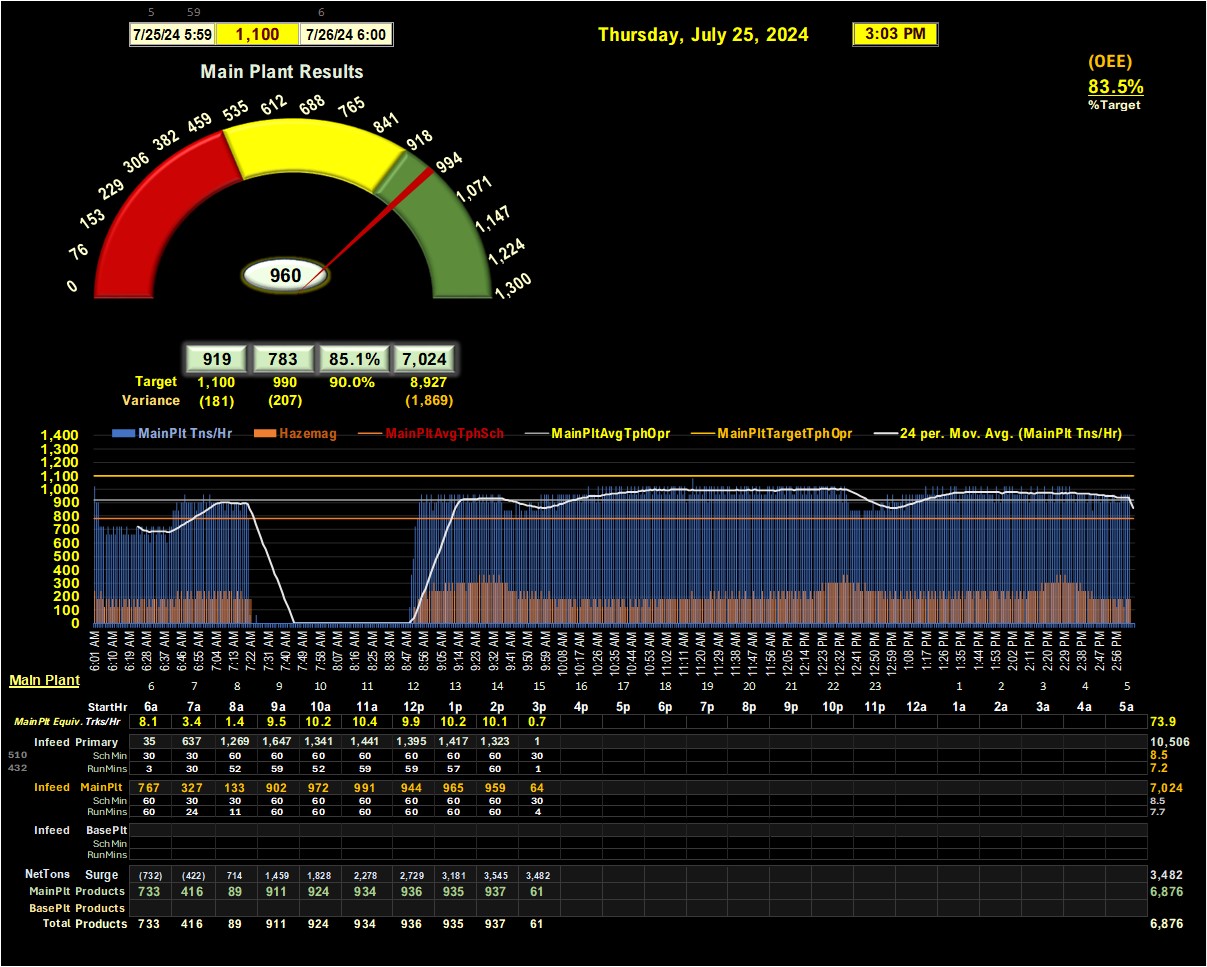 5 59 6
7/25/24 5:59 1,100 7/26/24 6:00
Thursday, July 25, 2024
3:03 PM
(OEE)
83.5%
%Target
Main Plant Results
0 76 153 229 306 382 459 535 612 688 765 841 918 994 1,071 1,147 1,224 1,300
960
919 783 85.1% 7,024
Target 1,100 990 90.0% 8,927
Variance (181) (207) (1,869)
MainPlt Tns/Hr Hazemag MainPltAvgTphSch MainPltAvgTphOpr MainPltTargetTphOpr 24 per. Mov. Avg. (MainPlt Tns/Hr)
1,400
1,300
1,200
1,100
1,000
900
800
700
600
500
400
300
200
100
0
6:01 AM 6:10 AM 6:19 AM 6:28 AM 6:37 AM 6:46 AM 6:55 AM 7:04 AM 7:13 AM 7:22 AM 7:31 AM 7:40 AM 7:49 AM 7:58 AM 8:07 AM 8:16 AM 8:25 AM 8:38 AM 8:47 AM 8:56 AM 9:05 AM 9:14 AM 9:23 AM 9:32 AM 9:41 AM 9:50 AM 9:59 AM 10:08 AM 10:17 AM 10:26 AM 10:35 AM 10:44 AM 10:53 AM 11:02 AM 11:11 AM 11:20 AM 11:29 AM 11:38 AM 11:47 AM 11:56 AM 12:05 PM 12:14 PM 12:23 PM 12:32 PM 12:41 PM 12:50 PM 12:59 PM 1:08 PM 1:17 PM 1:26 PM 1:35 PM 1:44 PM 1:53 PM 2:02 PM 2:11 PM 2:20 PM 2:29 PM 2:38 PM 2:47 PM 2:56 PM
Main Plant 6 7 8 9 10 11 12 13 14 15 16 17 18 19 20 21 22 23 1 2 3 4 5
StartHr 6a 7a 8a 9a 10a 11a 12p 1p 2p 3p 4p 5p 6p 7p 8p 9p 10p 11p 12a 1a 2a 3a 4a 5a
MainPlt Equiv. Trks/Hr 8.1 3.4 1.4 9.5 10.2 10.4 9.9 10.2 10.1 0.7 73.9
Infeed Primary 35 637 1,269 1,647 1,341 1,441 1,395 1,417 1,323 1 10,506
510 SchMin 30 30 60 60 60 60 60 60 60 30 8.5
432 RunMins 3 30 52 59 52 59 59 57 60 1 7.2
Infeed MainPlt 767 327 133 902 972 991 944 965 959 64 7,024
SchMin 60 30 30 60 60 60 60 60 60 30 8.5
RunMins 60 24 11 60 60 60 60 60 60 4 7.7
Infeed BasePlt
SchMin
RunMins
NetTons Surge (732) (422) 714 1,459 1,828 2,278 2,729 3,181 3,545 3,482 3,482
MainPlt Products 733 416 89 911 924 934 936 935 937 61 6,876
BasePlt Products
Total Products 733 416 89 911 924 934 936 935 937 61 6,876